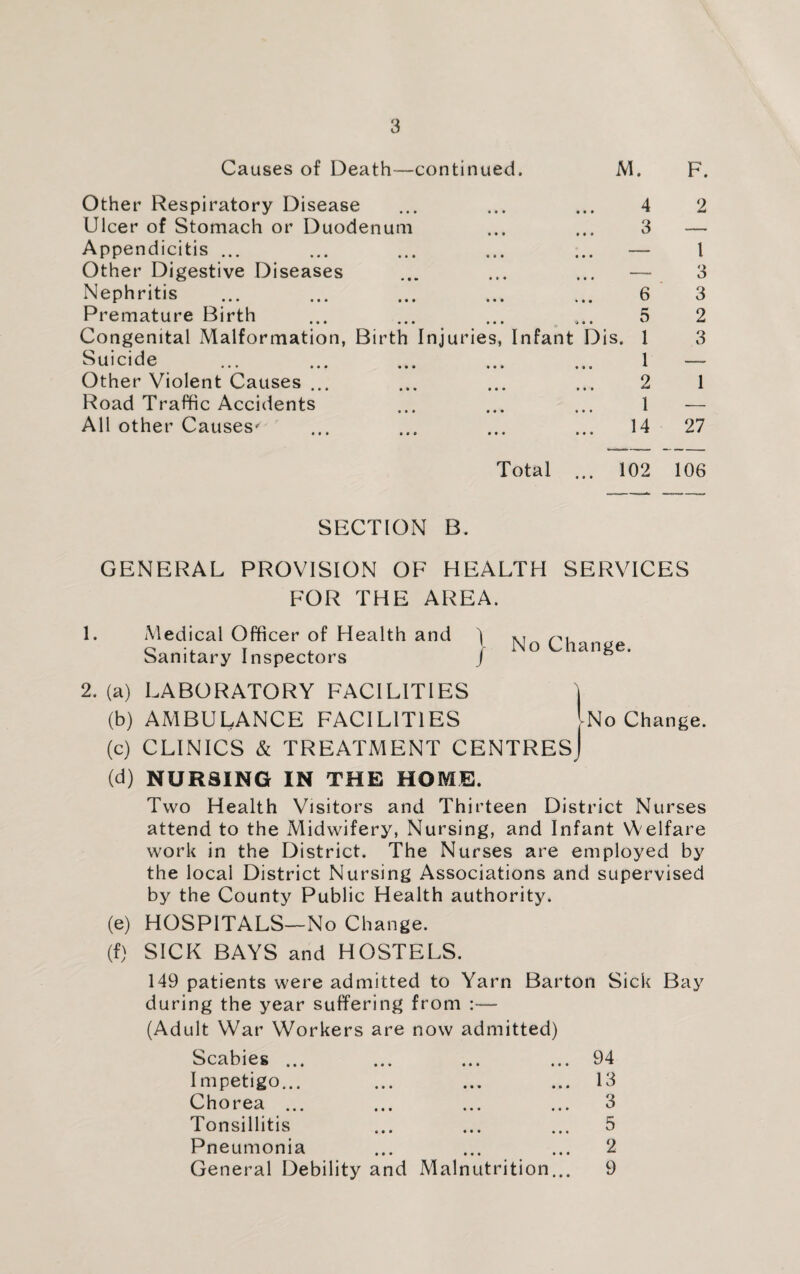 3
Causes of Death—continued. M. F.
Other Respiratory Disease ... ... ... 4 2
Ulcer of Stomach or Duodenum ... ... 3 —
Appendicitis ... ... ... ... ... — 1
Other Digestive Diseases ... ... ... — 3
Nephritis ... ... ... ... ... 6 3
Premature Birth ... ... ... ... 5 2
Congenital Malformation, Birth Injuries, Infant Dis. 1 3
Suicide ... ... ... ... ... 1 —
Other Violent Causes ... ... ... ... 2 1
Road Traffic Accidents ... ... ... 1 —
All other Causes ... ... ... ... 14 27
Total ... 102 106
SECTION B.
GENERAL PROVISION OF HEALTH SERVICES
FOR THE AREA.
1. Medical Officer of Health and } No Change.
Sanitary Inspectors
2. (a) LABORATORY FACILITIES
(b) AMBULANCE FACILITIES } No Change.
(c) CLINICS & TREATMENT CENTRES
(d) NURSING IN THE HOME.
Two Health Visitors and Thirteen District Nurses
attend to the Midwifery, Nursing, and Infant Welfare
work in the District. The Nurses are employed by
the local District Nursing Associations and supervised
by the County Public Health authority.
(e) HOSPITALS—No Change.
(f) SICK BAYS and HOSTELS.
149 patients were admitted to Yarn Barton Sick Bay
during the year suffering from :—
(Adult War Workers are now admitted)
Scabies ... ... ... ... 94
Impetigo... ... ... ... 13
Chorea ... ... ... ... 3
Tonsillitis ... ... ... 5
Pneumonia ... ... ... 2
General Debility and Malnutrition... 9